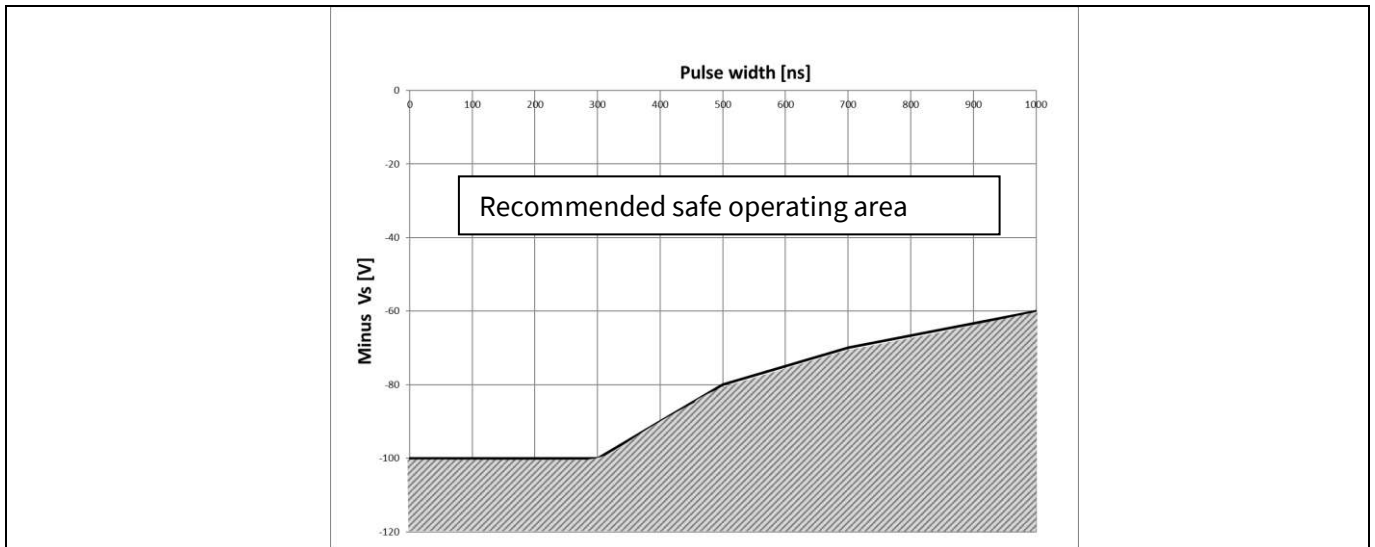 Pulse width [ns]
0
0 100 200 300 400 500 600 700 800 900 1000
-20
Recommended safe operating area
-40
Minus Vs [V]
-60
-80
-100
-120